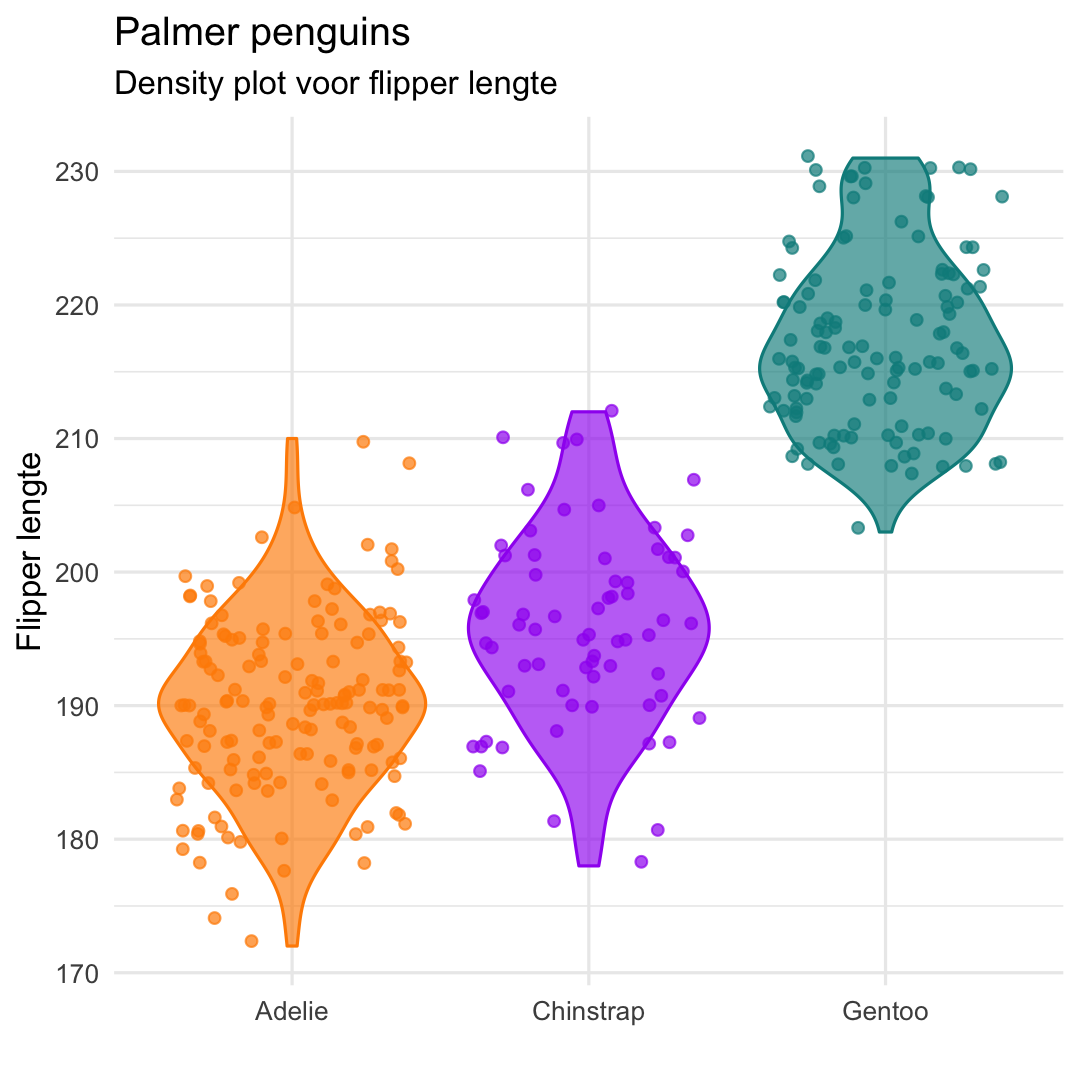 Palmer penguins
Density plot voor flipper lengte
Flipper lengte
230
220
210
200
190
180
170
Adelie
Chinstrap
Gentoo